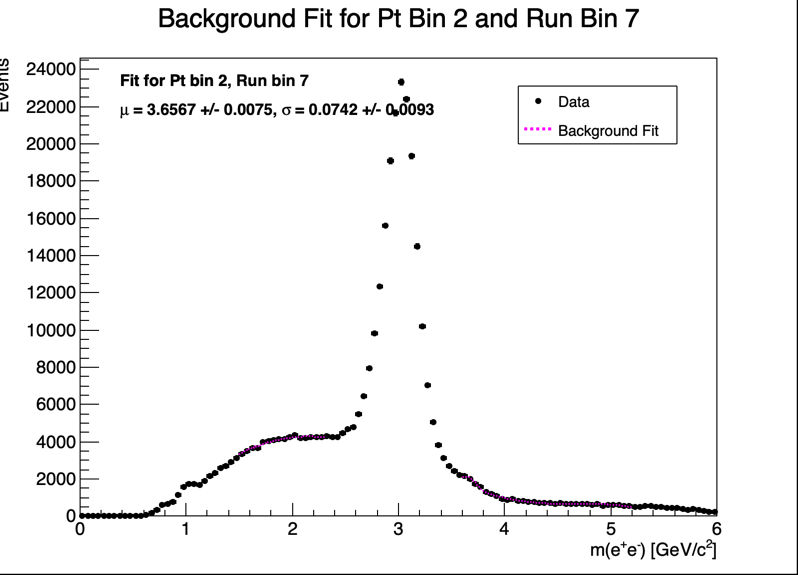 Background Fit for Pt Bin 2 and Run Bin 7
Events
24000
22000
20000
18000
16000
14000
12000
10000
8000
6000
4000
2000
0
Fit for Pt bin 2, Run bin 7
μ = 3.6567 +/- 0.0075, σ = 0.0742 +/- 0.0093
Data
Background Fit
0 1 2 3 4 5 6
m(e⁺e⁻) [GeV/c²]